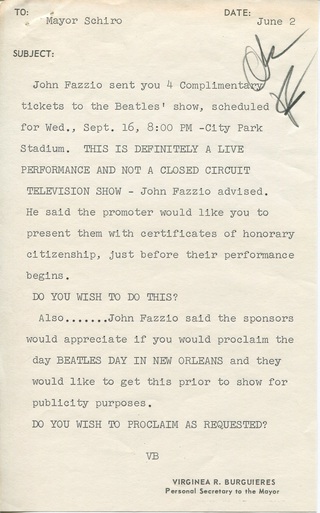 TO: Mayor Schiro DATE: June 2
SUBJECT:
John Fazzio sent you 4 Complimentary
tickets to the Beatles' show, scheduled
for Wed., Sept. 16, 8:00 PM -City Park
Stadium. THIS IS DEFINITELY A LIVE
PERFORMANCE AND NOT A CLOSED CIRCUIT
TELEVISION SHOW - John Fazzio advised.
He said the promoter would like you to
present them with certificates of honorary
citizenship, just before their performance
begins.
DO YOU WISH TO DO THIS?
Also.......John Fazzio said the sponsors
would appreciate if you would proclaim the
day BEATLES DAY IN NEW ORLEANS and they
would like to get this prior to show for
publicity purposes.
DO YOU WISH TO PROCLAIM AS REQUESTED?
VB
VIRGINEA R. BURGUIERES
Personal Secretary to the Mayor